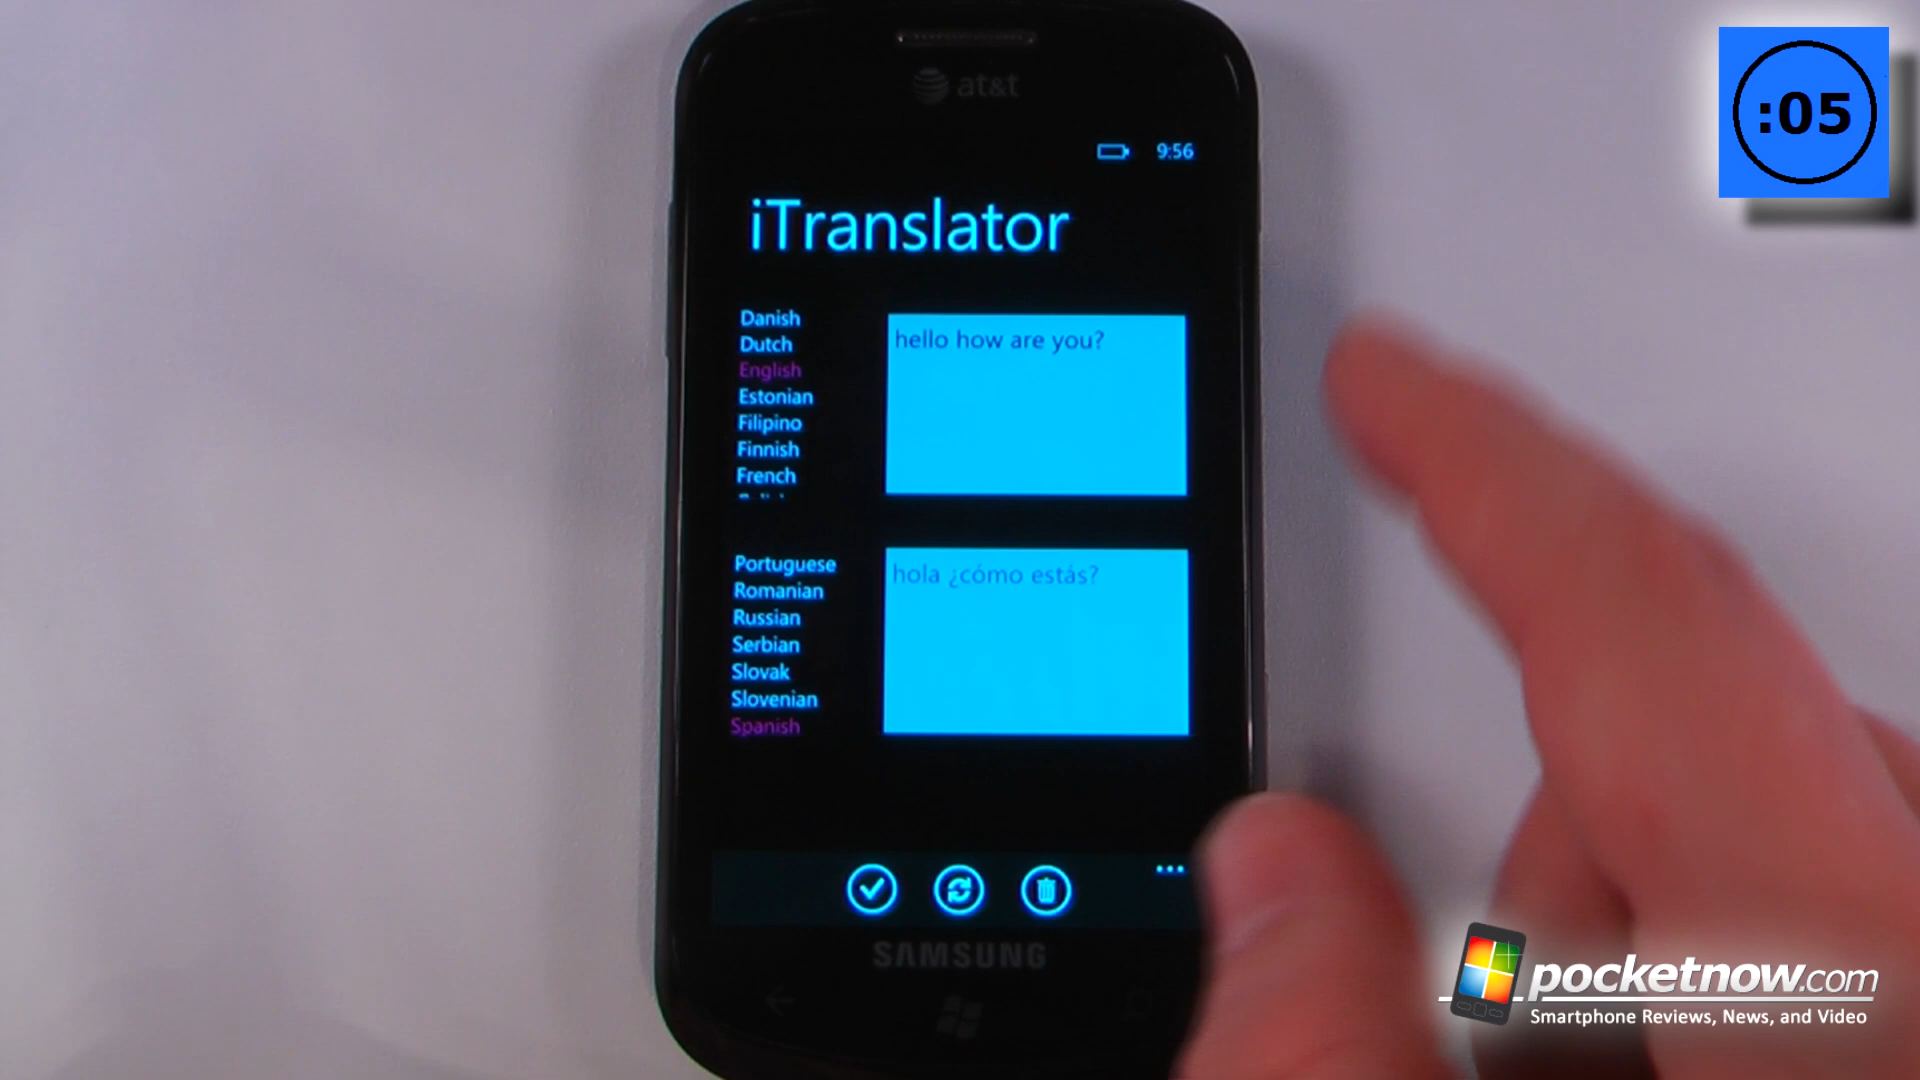 :05
at&t
9:56
iTranslator
Danish
Dutch
English
Estonian
Filipino
Finnish
French
hello how are you?
Portuguese
Romanian
Russian
Serbian
Slovak
Slovenian
Spanish
hola ¿cómo estás?
SAMSUNG
pocketnow.com
Smartphone Reviews, News, and Video